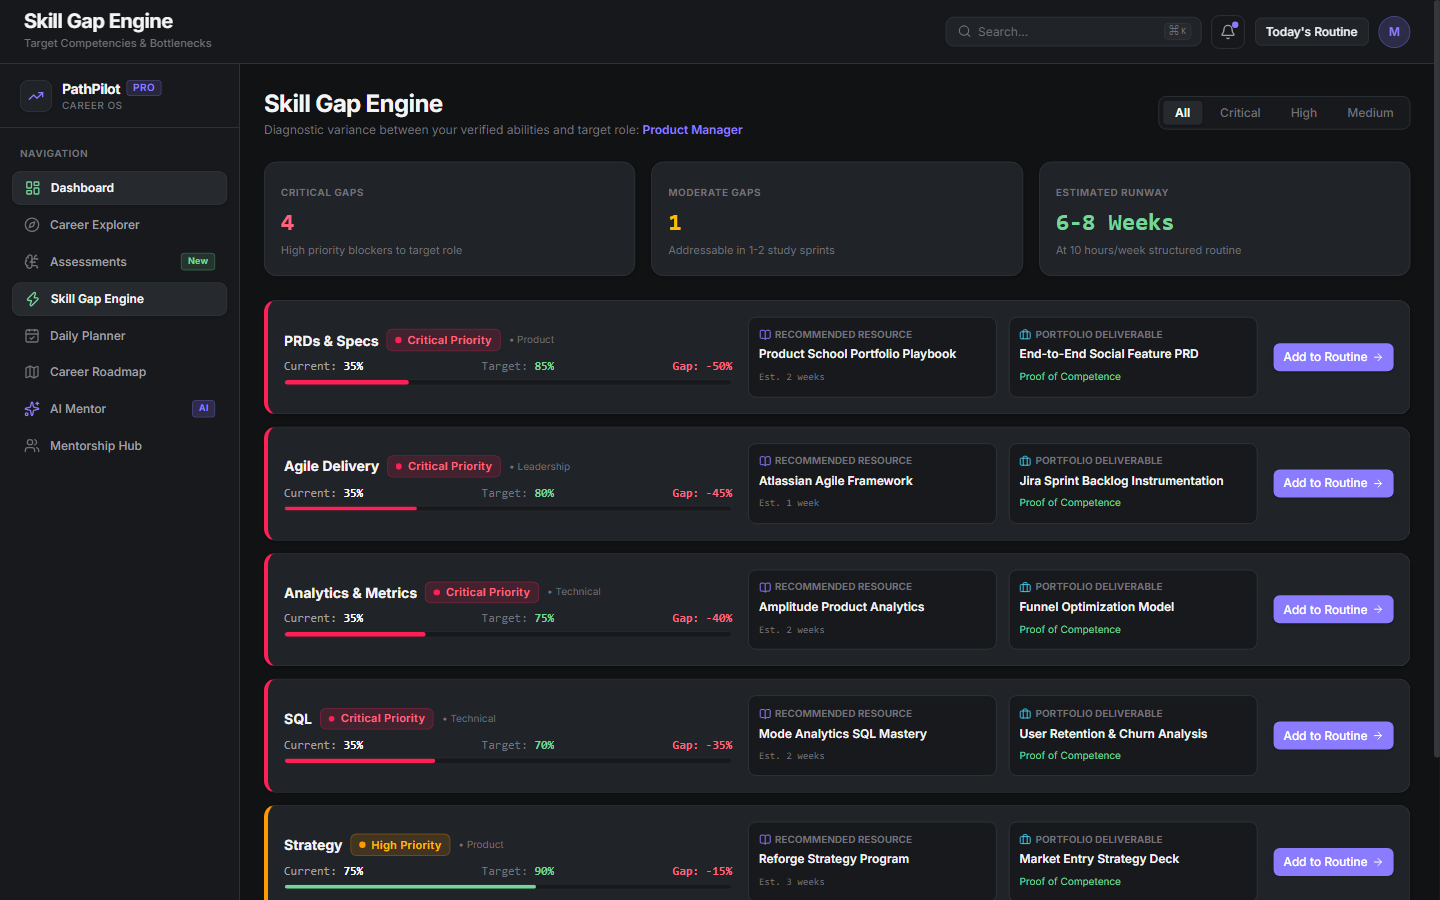 Skill Gap Engine
Target Competencies & Bottlenecks
Search...
⌘K
Today's Routine
M
PathPilot PRO
CAREER OS
NAVIGATION
Dashboard
Career Explorer
Assessments New
Skill Gap Engine
Daily Planner
Career Roadmap
AI Mentor AI
Mentorship Hub
Skill Gap Engine
Diagnostic variance between your verified abilities and target role: Product Manager
All Critical High Medium
CRITICAL GAPS
4
High priority blockers to target role
MODERATE GAPS
1
Addressable in 1-2 study sprints
ESTIMATED RUNWAY
6-8 Weeks
At 10 hours/week structured routine
PRDs & Specs Critical Priority • Product
Current: 35% Target: 85% Gap: -50%
RECOMMENDED RESOURCE
Product School Portfolio Playbook
Est. 2 weeks
PORTFOLIO DELIVERABLE
End-to-End Social Feature PRD
Proof of Competence
Add to Routine →
Agile Delivery Critical Priority • Leadership
Current: 35% Target: 80% Gap: -45%
RECOMMENDED RESOURCE
Atlassian Agile Framework
Est. 1 week
PORTFOLIO DELIVERABLE
Jira Sprint Backlog Instrumentation
Proof of Competence
Add to Routine →
Analytics & Metrics Critical Priority • Technical
Current: 35% Target: 75% Gap: -40%
RECOMMENDED RESOURCE
Amplitude Product Analytics
Est. 2 weeks
PORTFOLIO DELIVERABLE
Funnel Optimization Model
Proof of Competence
Add to Routine →
SQL Critical Priority • Technical
Current: 35% Target: 70% Gap: -35%
RECOMMENDED RESOURCE
Mode Analytics SQL Mastery
Est. 2 weeks
PORTFOLIO DELIVERABLE
User Retention & Churn Analysis
Proof of Competence
Add to Routine →
Strategy High Priority • Product
Current: 75% Target: 90% Gap: -15%
RECOMMENDED RESOURCE
Reforge Strategy Program
Est. 3 weeks
PORTFOLIO DELIVERABLE
Market Entry Strategy Deck
Proof of Competence
Add to Routine →